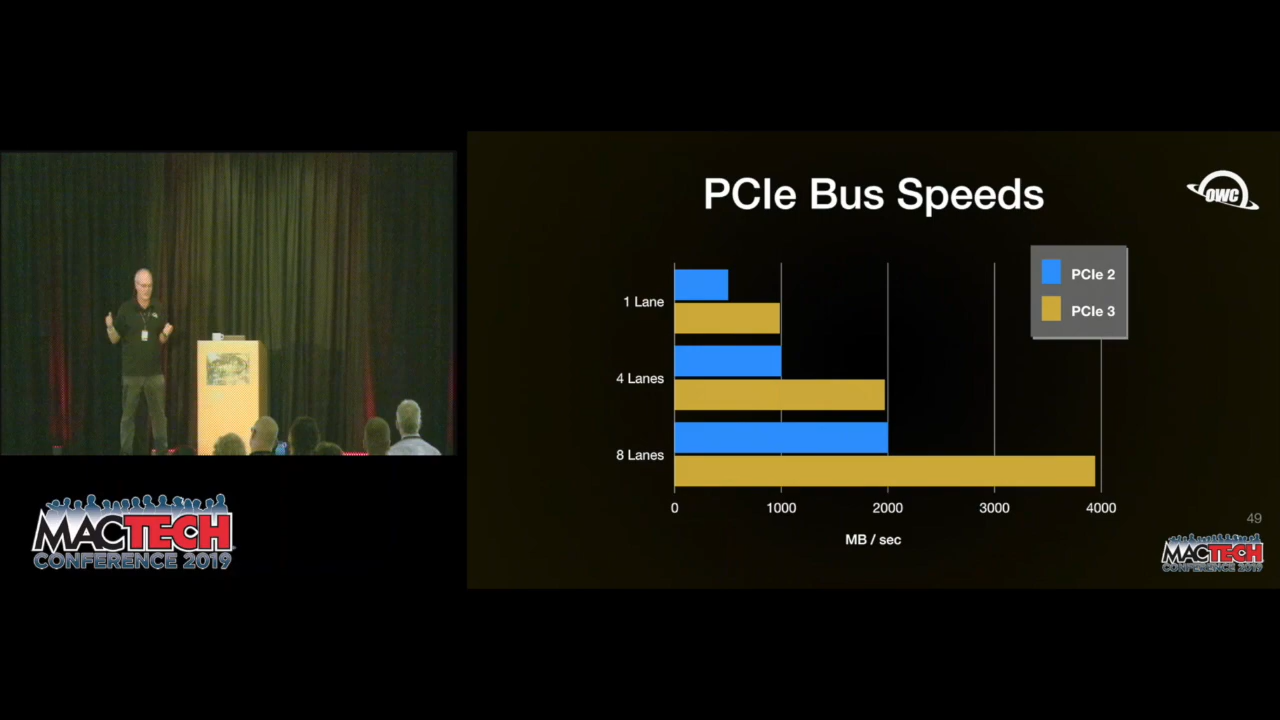 PCIe Bus Speeds
OWC
PCIe 2
PCIe 3
1 Lane
4 Lanes
8 Lanes
0 1000 2000 3000 4000
MB / sec
49
MACTECH
CONFERENCE 2019
MACTECH
CONFERENCE 2019